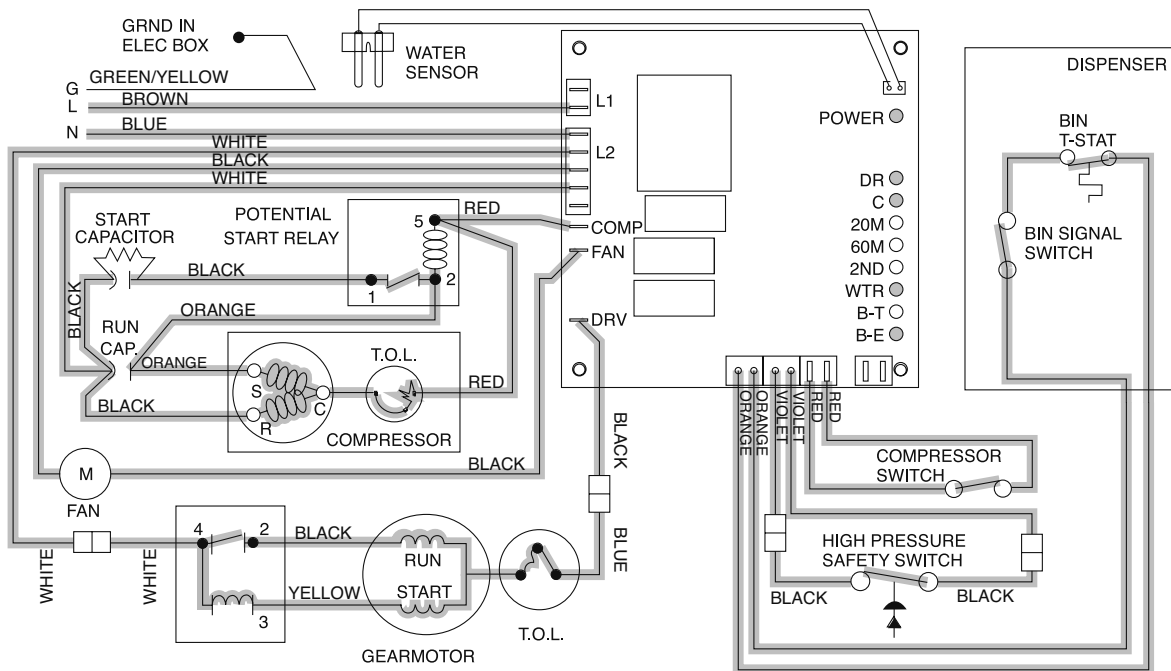 GRND IN
ELEC BOX
WATER
SENSOR
DISPENSER
GREEN/YELLOW
G
BROWN
L
L1
POWER
BLUE
N
WHITE
L2
BLACK
WHITE
BIN
T-STAT
DR
C
20M
60M
2ND
WTR
B-T
B-E
BIN SIGNAL
SWITCH
START
CAPACITOR
POTENTIAL
START RELAY
5
RED
COMP
FAN
BLACK
1
2
ORANGE
BLACK
RUN
CAP.
ORANGE
DRV
T.O.L.
S
C
R
RED
BLACK
COMPRESSOR
ORANGE
ORANGE
VIOLET
VIOLET
RED
RED
BLACK
M
FAN
BLACK
COMPRESSOR
SWITCH
4
2
BLACK
RUN
BLUE
HIGH PRESSURE
SAFETY SWITCH
WHITE
WHITE
YELLOW
START
3
T.O.L.
GEARMOTOR
BLACK
BLACK